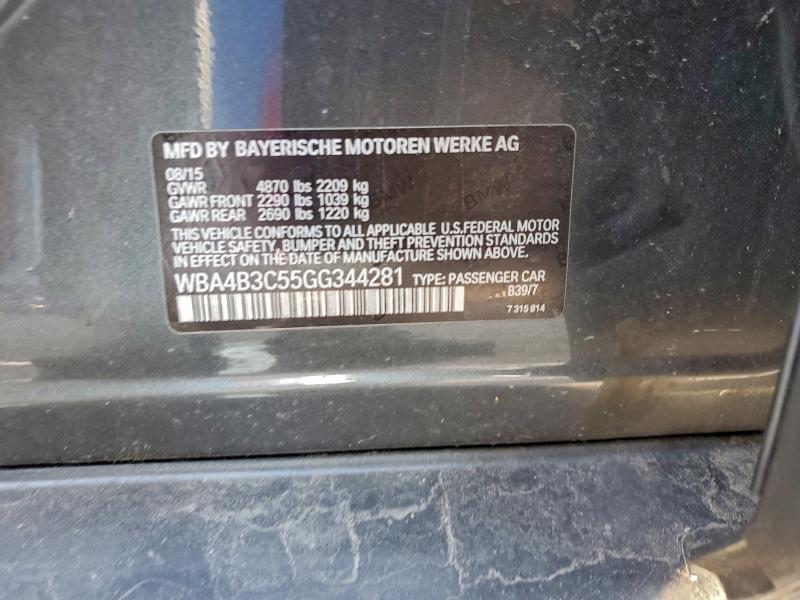 MFD BY BAYERISCHE MOTOREN WERKE AG
08/15
GVWR 4870 lbs 2209 kg
GAWR FRONT 2290 lbs 1039 kg
GAWR REAR 2690 lbs 1220 kg
THIS VEHICLE CONFORMS TO ALL APPLICABLE U.S.FEDERAL MOTOR
VEHICLE SAFETY, BUMPER AND THEFT PREVENTION STANDARDS
IN EFFECT ON THE DATE OF MANUFACTURE SHOWN ABOVE.
WBA4B3C55GG344281 TYPE: PASSENGER CAR
B39/7
7 315 814